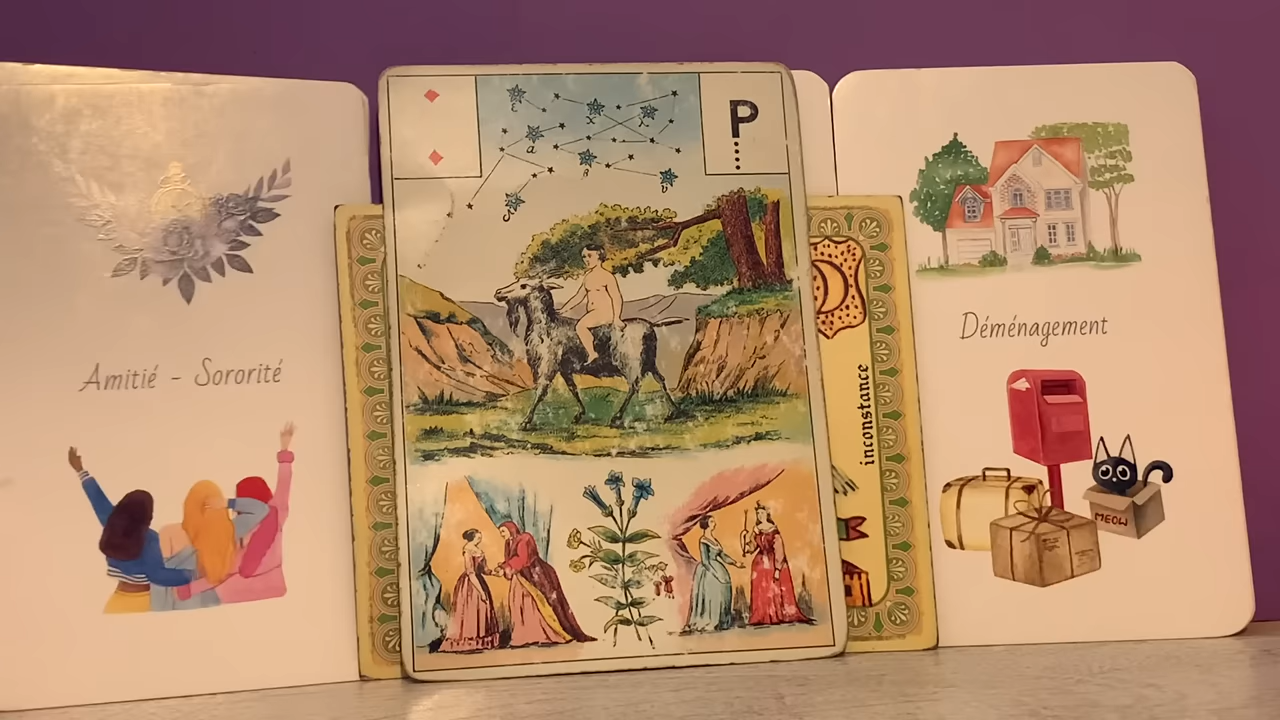 P
Amitié - Sororité
inconstance
Déménagement
MEOW